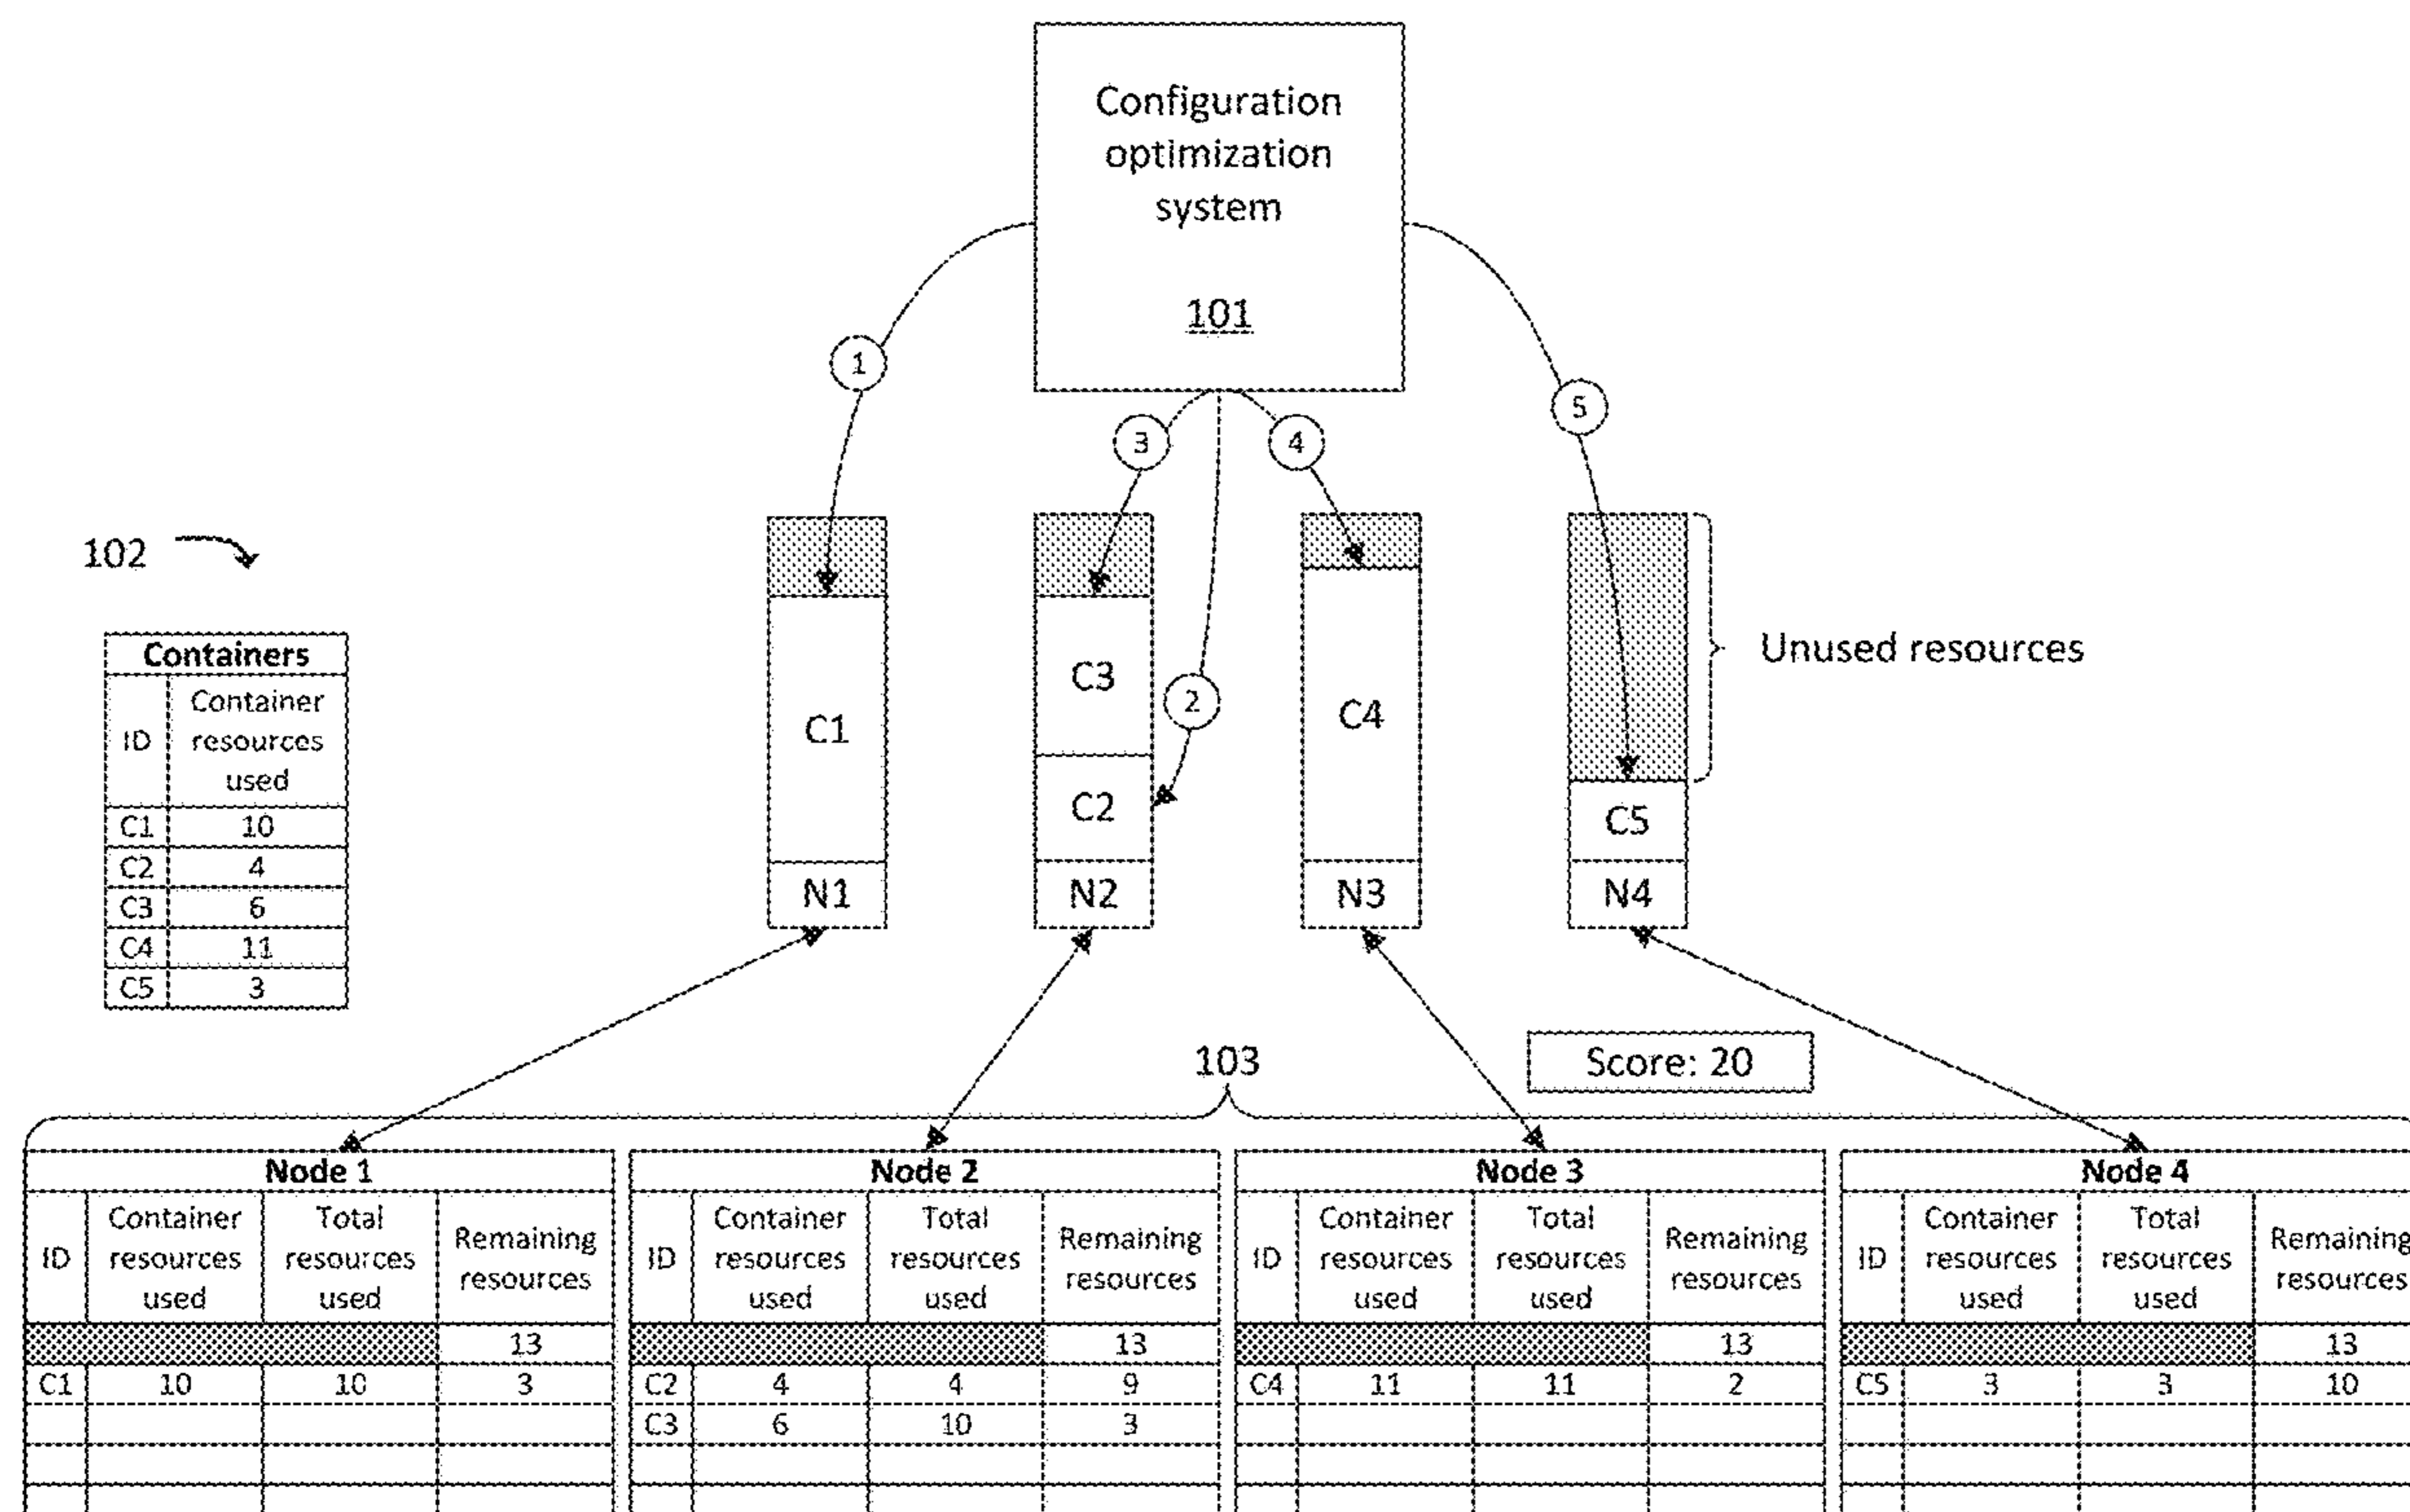 Configuration
optimization
system
101
1
3
4
5
102
Containers
ID
Container
resources
used
C1 10
C2 4
C3 6
C4 11
C5 3
C1
N1
C3
C2
N2
2
C4
N3
C5
N4
Unused resources
103
Score: 20
Node 1
ID
Container
resources
used
Total
resources
used
Remaining
resources
13
C1 10 10 3
Node 2
ID
Container
resources
used
Total
resources
used
Remaining
resources
13
C2 4 4 9
C3 6 10 3
Node 3
ID
Container
resources
used
Total
resources
used
Remaining
resources
13
C4 11 11 2
Node 4
ID
Container
resources
used
Total
resources
used
Remaining
resources
13
C5 3 3 10